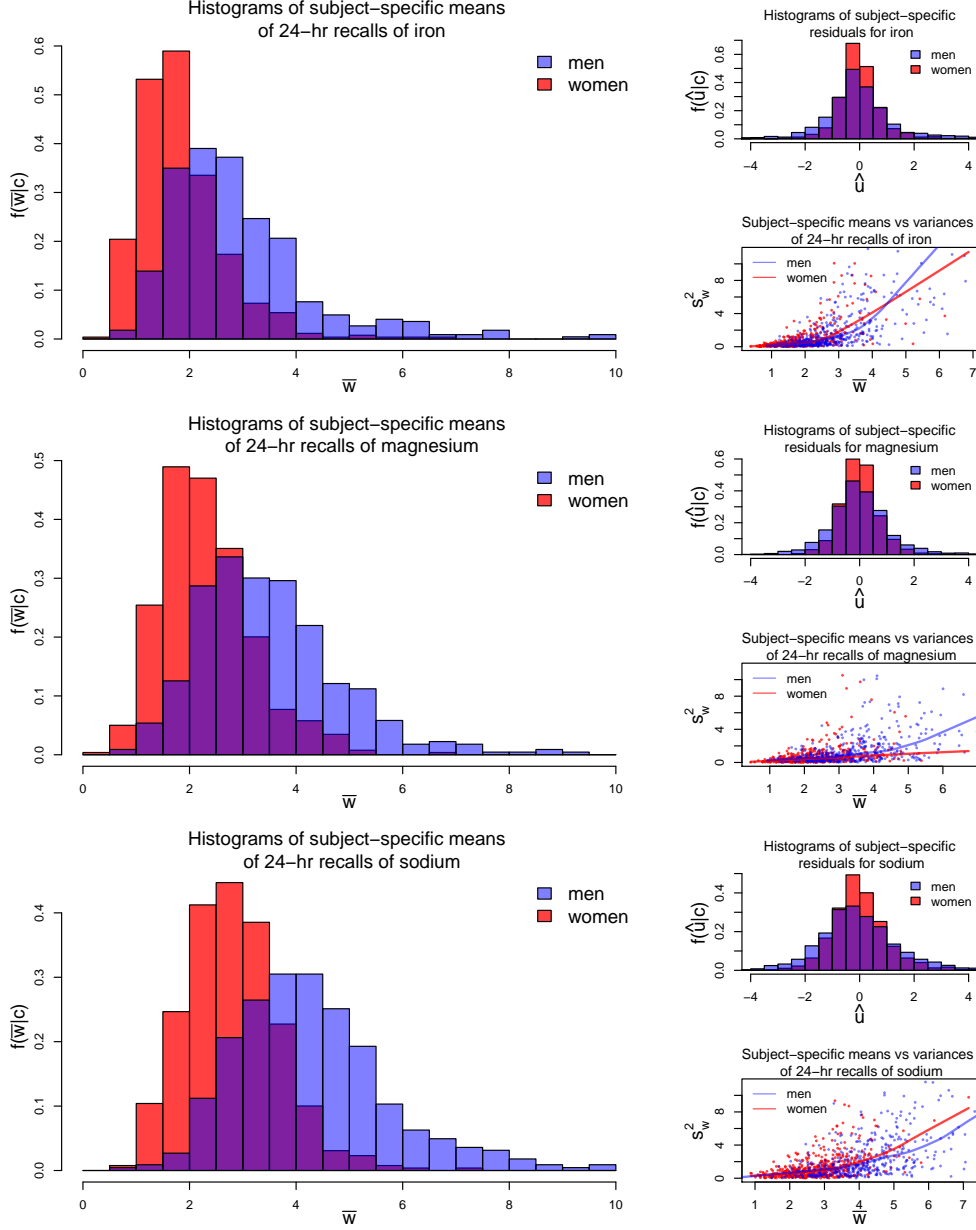 Histograms of subject−specific means
of 24−hr recalls of iron
f(w̅|c)
0.0
0.1
0.2
0.3
0.4
0.5
0.6
men
women
0
2
4
6
8
10
w̅
Histograms of subject−specific
residuals for iron
f(û|c)
0.0
0.2
0.4
0.6
men
women
−4
−2
0
2
4
û
Subject−specific means vs variances
of 24−hr recalls of iron
s²w
0
4
8
men
women
1
2
3
4
5
6
7
w̅
Histograms of subject−specific means
of 24−hr recalls of magnesium
f(w̅|c)
0.0
0.1
0.2
0.3
0.4
0.5
men
women
0
2
4
6
8
10
w̅
Histograms of subject−specific
residuals for magnesium
f(û|c)
0.0
0.2
0.4
0.6
men
women
−4
−2
0
2
4
û
Subject−specific means vs variances
of 24−hr recalls of magnesium
s²w
0
4
8
men
women
1
2
3
4
5
6
w̅
Histograms of subject−specific means
of 24−hr recalls of sodium
f(w̅|c)
0.0
0.1
0.2
0.3
0.4
men
women
0
2
4
6
8
10
w̅
Histograms of subject−specific
residuals for sodium
f(û|c)
0.0
0.2
0.4
men
women
−4
−2
0
2
4
û
Subject−specific means vs variances
of 24−hr recalls of sodium
s²w
0
4
8
men
women
1
2
3
4
5
6
7
w̅